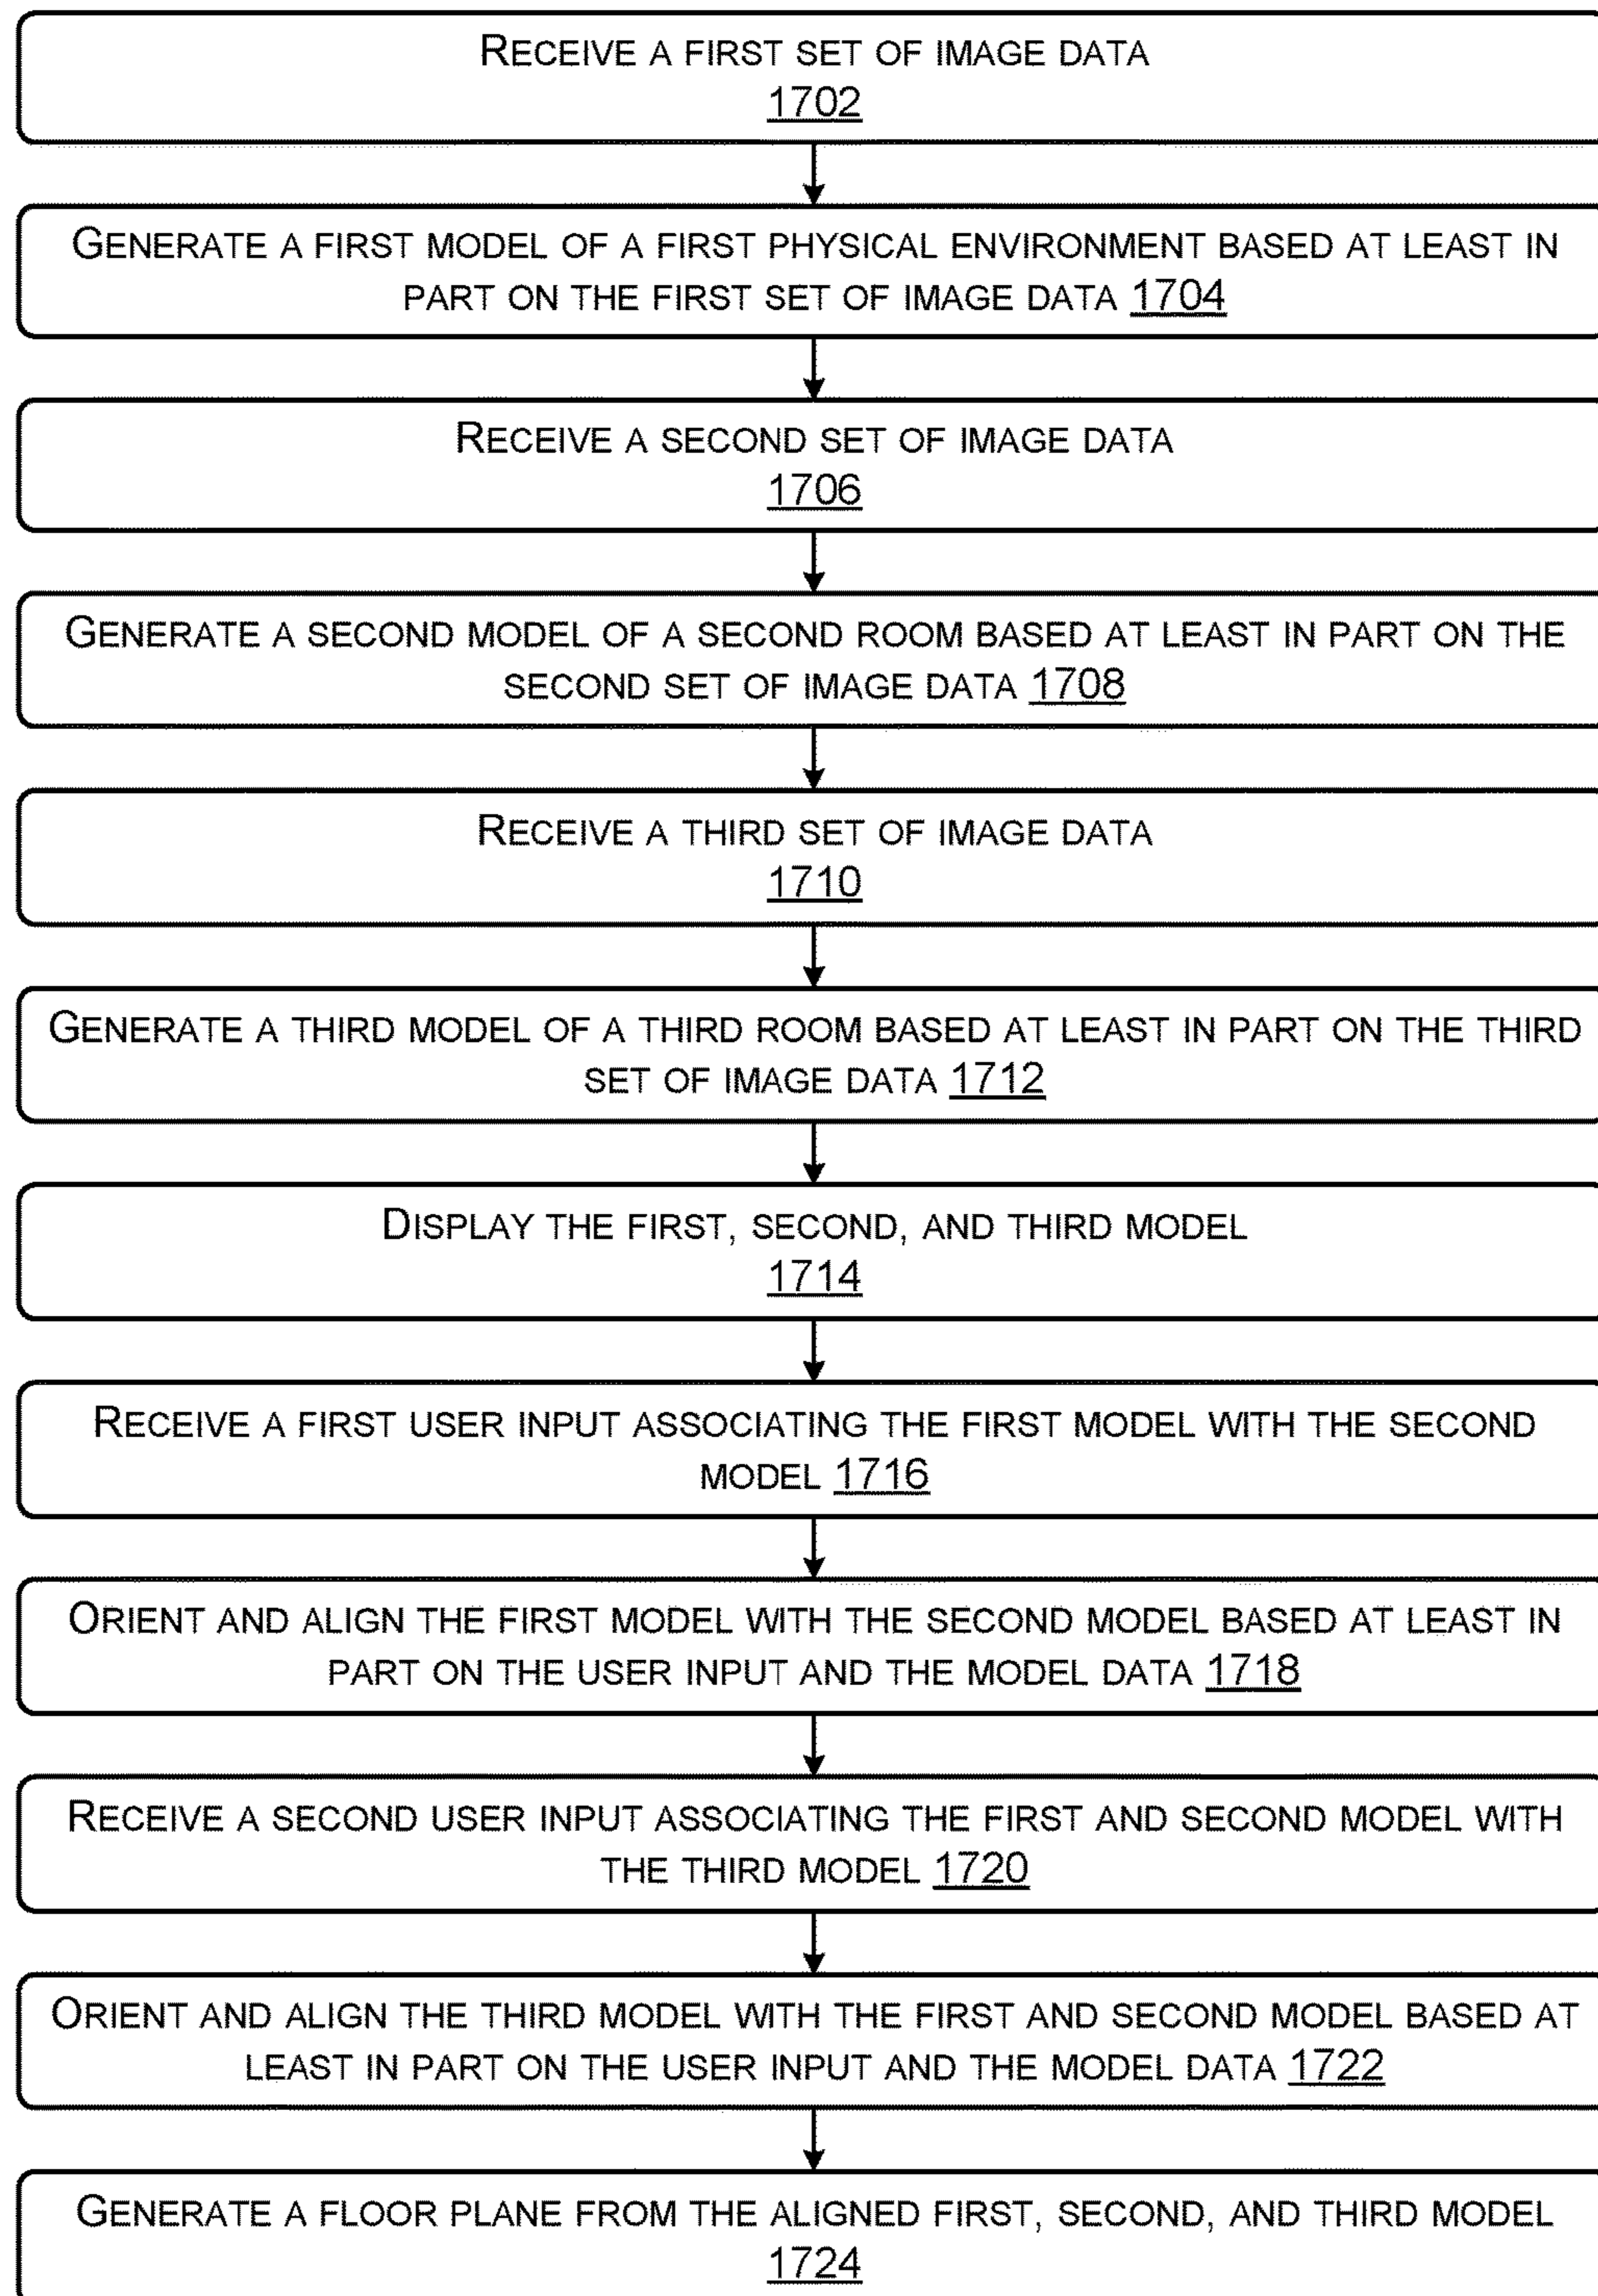 RECEIVE A FIRST SET OF IMAGE DATA
1702
GENERATE A FIRST MODEL OF A FIRST PHYSICAL ENVIRONMENT BASED AT LEAST IN
PART ON THE FIRST SET OF IMAGE DATA 1704
RECEIVE A SECOND SET OF IMAGE DATA
1706
GENERATE A SECOND MODEL OF A SECOND ROOM BASED AT LEAST IN PART ON THE
SECOND SET OF IMAGE DATA 1708
RECEIVE A THIRD SET OF IMAGE DATA
1710
GENERATE A THIRD MODEL OF A THIRD ROOM BASED AT LEAST IN PART ON THE THIRD
SET OF IMAGE DATA 1712
DISPLAY THE FIRST, SECOND, AND THIRD MODEL
1714
RECEIVE A FIRST USER INPUT ASSOCIATING THE FIRST MODEL WITH THE SECOND
MODEL 1716
ORIENT AND ALIGN THE FIRST MODEL WITH THE SECOND MODEL BASED AT LEAST IN
PART ON THE USER INPUT AND THE MODEL DATA 1718
RECEIVE A SECOND USER INPUT ASSOCIATING THE FIRST AND SECOND MODEL WITH
THE THIRD MODEL 1720
ORIENT AND ALIGN THE THIRD MODEL WITH THE FIRST AND SECOND MODEL BASED AT
LEAST IN PART ON THE USER INPUT AND THE MODEL DATA 1722
GENERATE A FLOOR PLANE FROM THE ALIGNED FIRST, SECOND, AND THIRD MODEL
1724